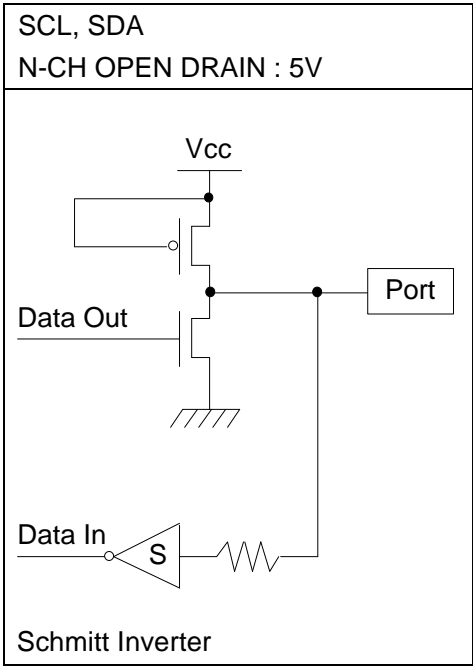 SCL, SDA
N-CH OPEN DRAIN : 5V
Vcc
Port
Data Out
Data In
S
Schmitt Inverter